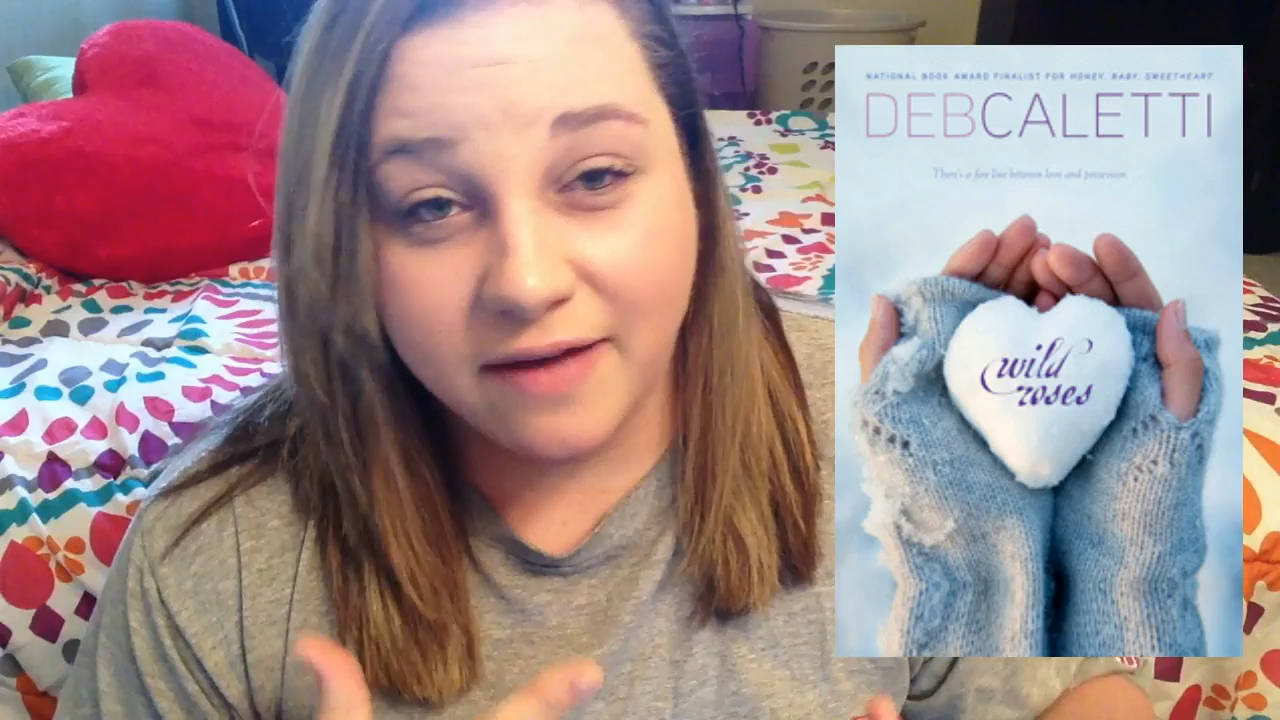 NATIONAL BOOK AWARD FINALIST FOR HONEY, BABY, SWEETHEART
DEBCALETTI
There's a fine line between love and possession. . .
wild
roses